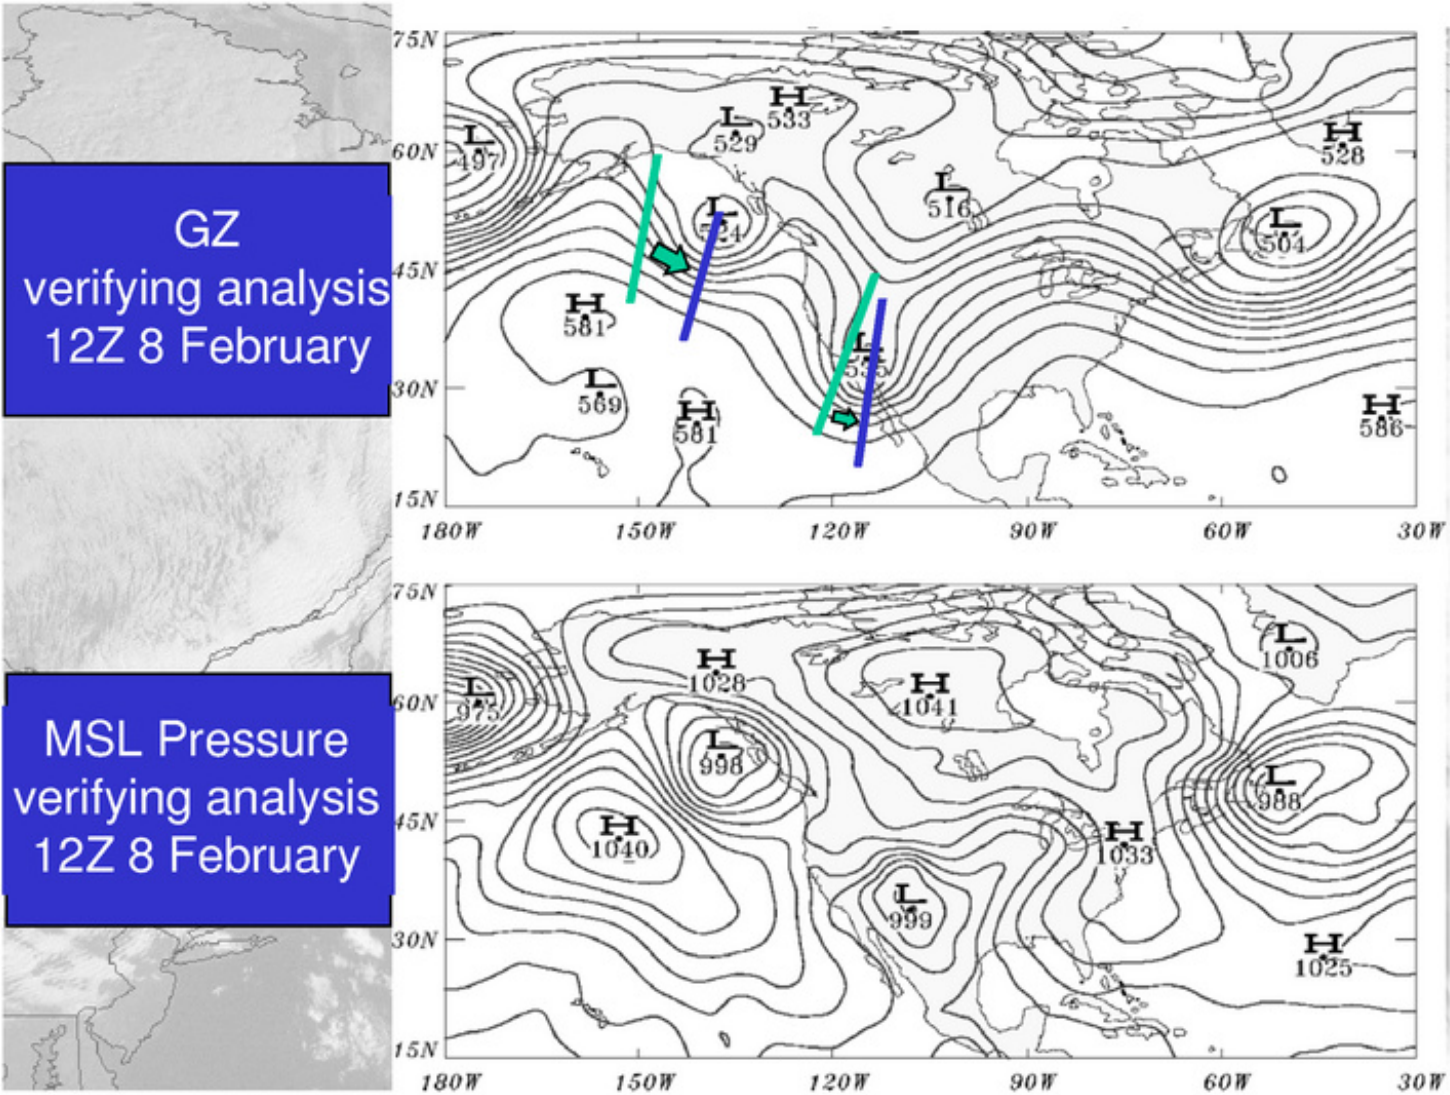 GZ
verifying analysis
12Z 8 February
75N
60N
45N
30N
15N
180W 150W 120W 90W 60W 30W
L
497
L
529
H
533
L
524
L
516
H
528
L
504
H
581
L
569
H
581
L
535
H
586
MSL Pressure
verifying analysis
12Z 8 February
75N
60N
45N
30N
15N
180W 150W 120W 90W 60W 30W
L
975
H
1028
H
1041
L
1006
L
998
L
988
H
1040
H
1033
L
999
H
1025